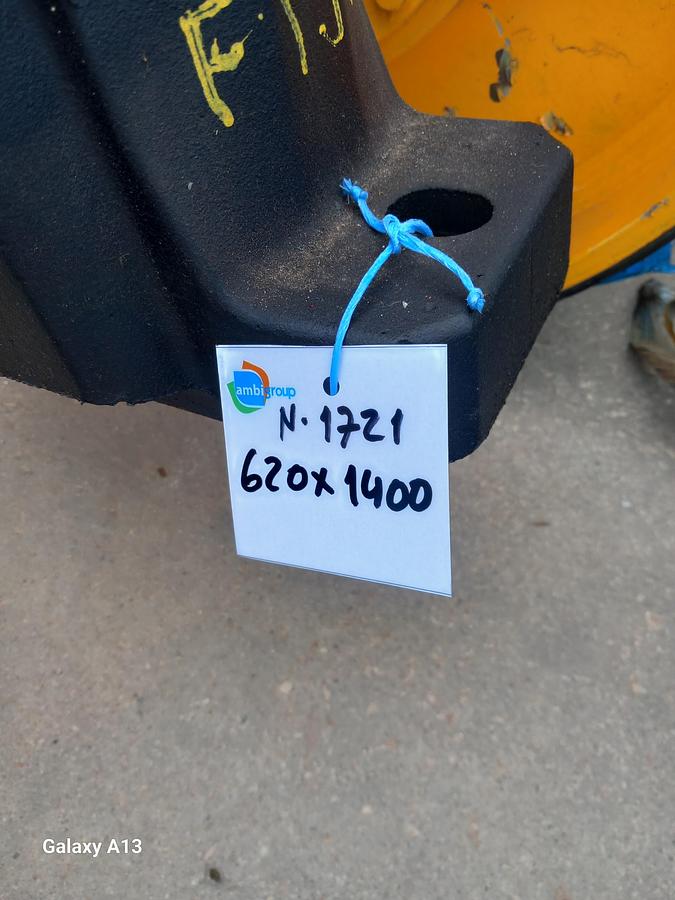 ambigroup
N. 1721
620x1400
Galaxy A13